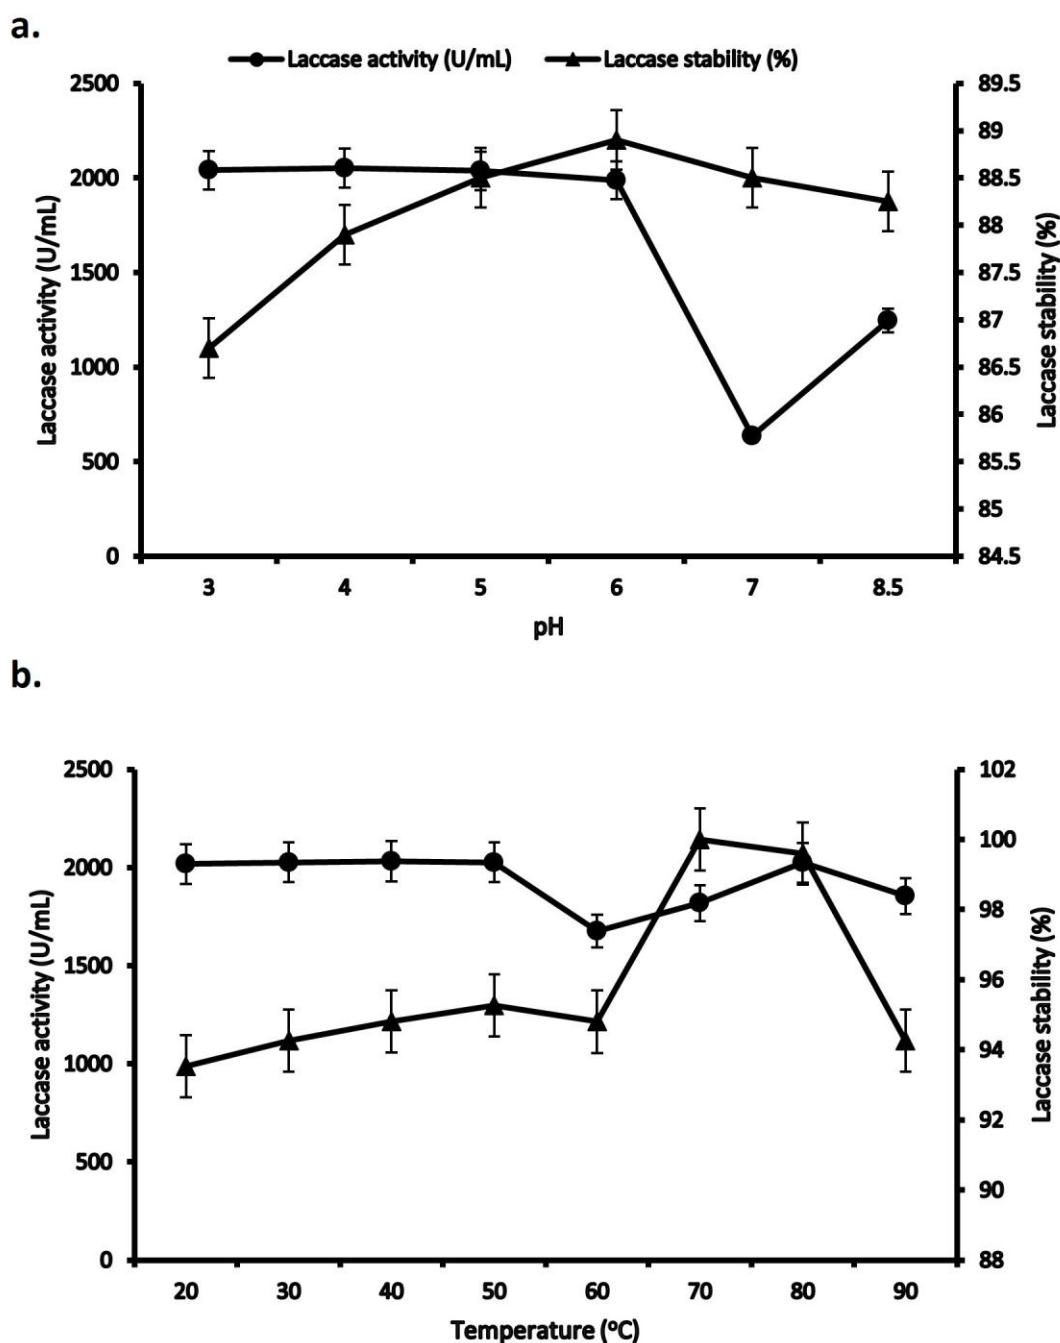 a.
Laccase activity (U/mL) Laccase stability (%)
2500
2000
1500
1000
500
0
Laccase activity (U/mL)
89.5
89
88.5
88
87.5
87
86.5
86
85.5
85
84.5
Laccase stability (%)
3 4 5 6 7 8.5
pH
b.
2500
2000
1500
1000
500
0
Laccase activity (U/mL)
102
100
98
96
94
92
90
88
Laccase stability (%)
20 30 40 50 60 70 80 90
Temperature (ºC)